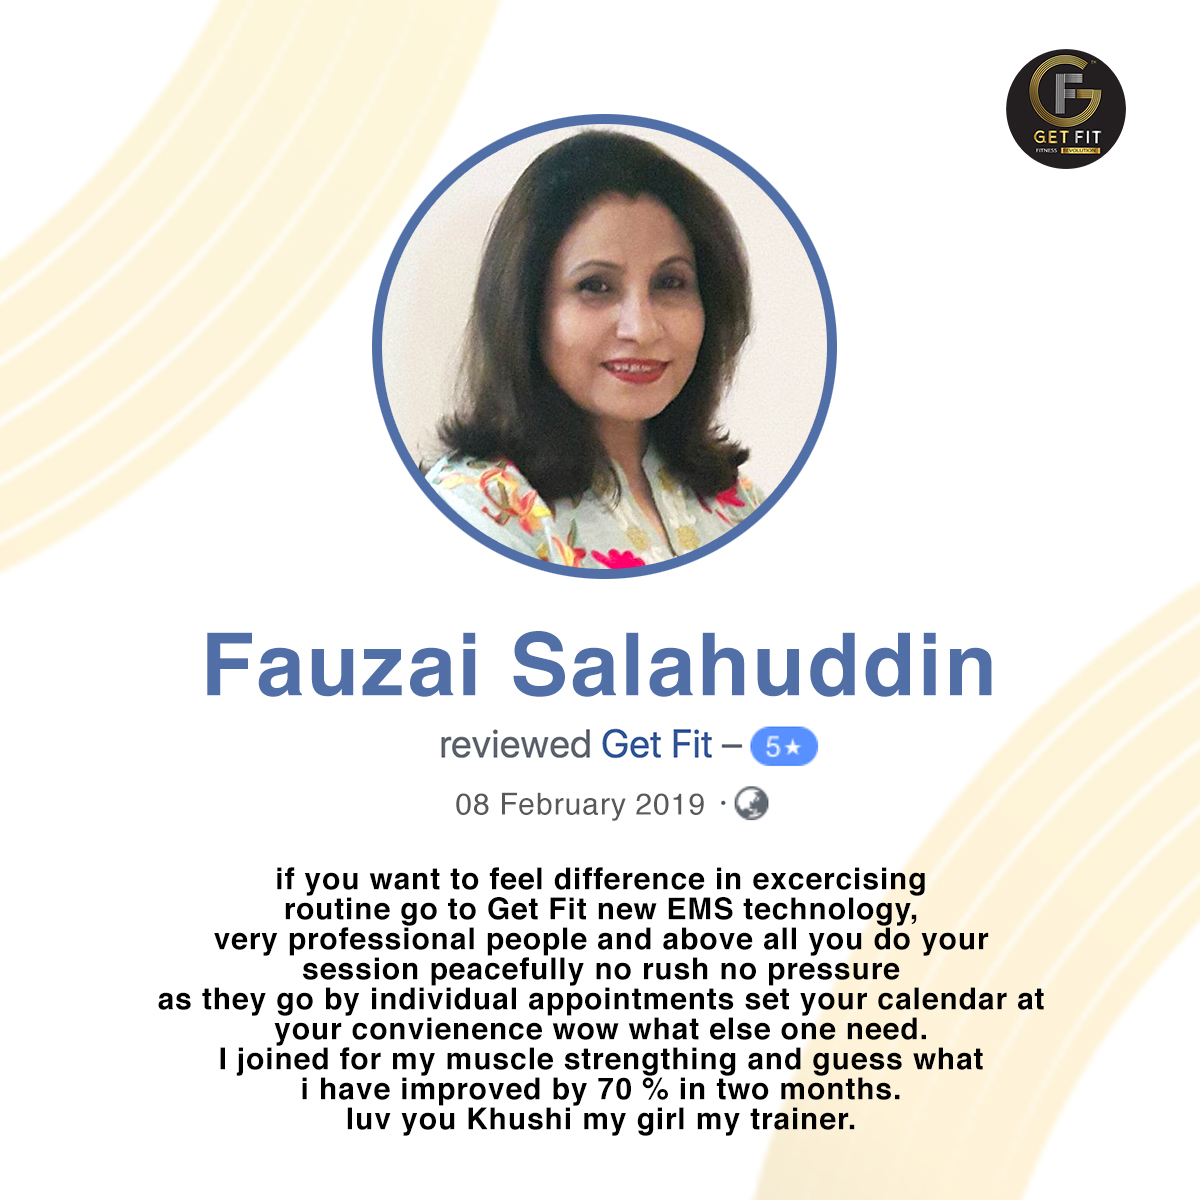 GF
GET FIT
FITNESS REVOLUTION
Fauzai Salahuddin
reviewed Get Fit – 5★
08 February 2019 ·
if you want to feel difference in excercising
routine go to Get Fit new EMS technology,
very professional people and above all you do your
session peacefully no rush no pressure
as they go by individual appointments set your calendar at
your convienence wow what else one need.
I joined for my muscle strengthing and guess what
i have improved by 70 % in two months.
luv you Khushi my girl my trainer.